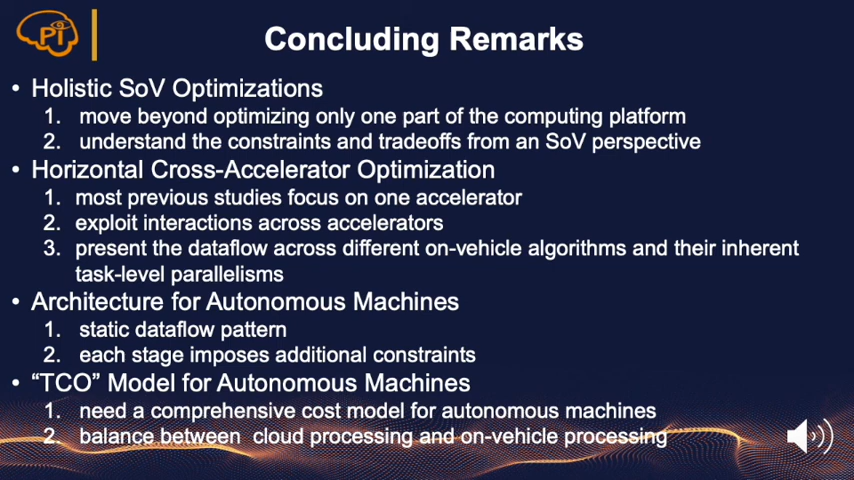 PI
Concluding Remarks
• Holistic SoV Optimizations
1. move beyond optimizing only one part of the computing platform
2. understand the constraints and tradeoffs from an SoV perspective
• Horizontal Cross-Accelerator Optimization
1. most previous studies focus on one accelerator
2. exploit interactions across accelerators
3. present the dataflow across different on-vehicle algorithms and their inherent
task-level parallelisms
• Architecture for Autonomous Machines
1. static dataflow pattern
2. each stage imposes additional constraints
• “TCO” Model for Autonomous Machines
1. need a comprehensive cost model for autonomous machines
2. balance between cloud processing and on-vehicle processing